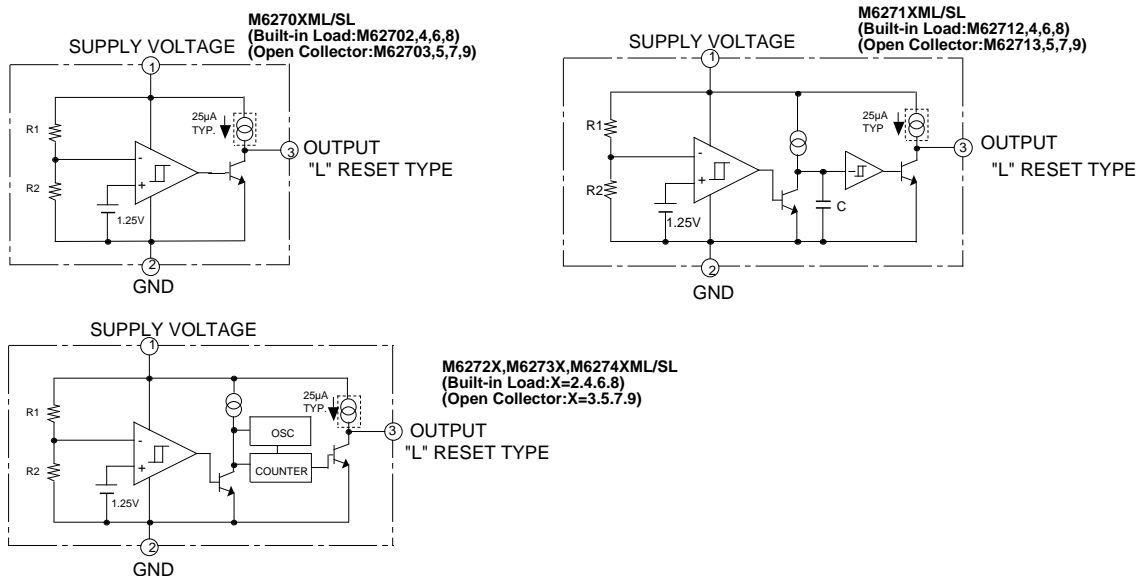 M6270XML/SL
(Built-in Load:M62702,4,6,8)
(Open Collector:M62703,5,7,9)
SUPPLY VOLTAGE
1
R1
R2
25µA
TYP.
-
+
1.25V
3 OUTPUT
"L" RESET TYPE
2
GND
M6271XML/SL
(Built-in Load:M62712,4,6,8)
(Open Collector:M62713,5,7,9)
SUPPLY VOLTAGE
1
R1
R2
25µA
TYP
-
+
-
1.25V
C
3 OUTPUT
"L" RESET TYPE
2
GND
SUPPLY VOLTAGE
1
M6272X,M6273X,M6274XML/SL
(Built-in Load:X=2.4.6.8)
(Open Collector:X=3.5.7.9)
R1
R2
25µA
TYP.
-
+
1.25V
OSC
COUNTER
3 OUTPUT
"L" RESET TYPE
2
GND